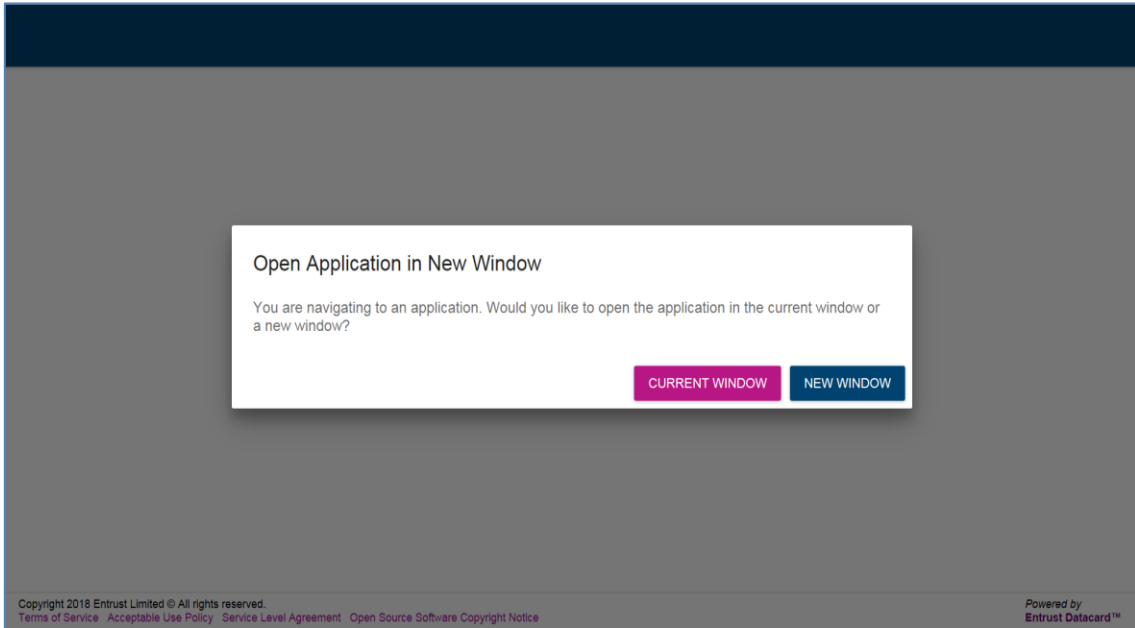 Open Application in New Window
You are navigating to an application. Would you like to open the application in the current window or
a new window?
CURRENT WINDOW NEW WINDOW
Copyright 2018 Entrust Limited © All rights reserved.
Terms of Service Acceptable Use Policy Service Level Agreement Open Source Software Copyright Notice
Powered by
Entrust Datacard™